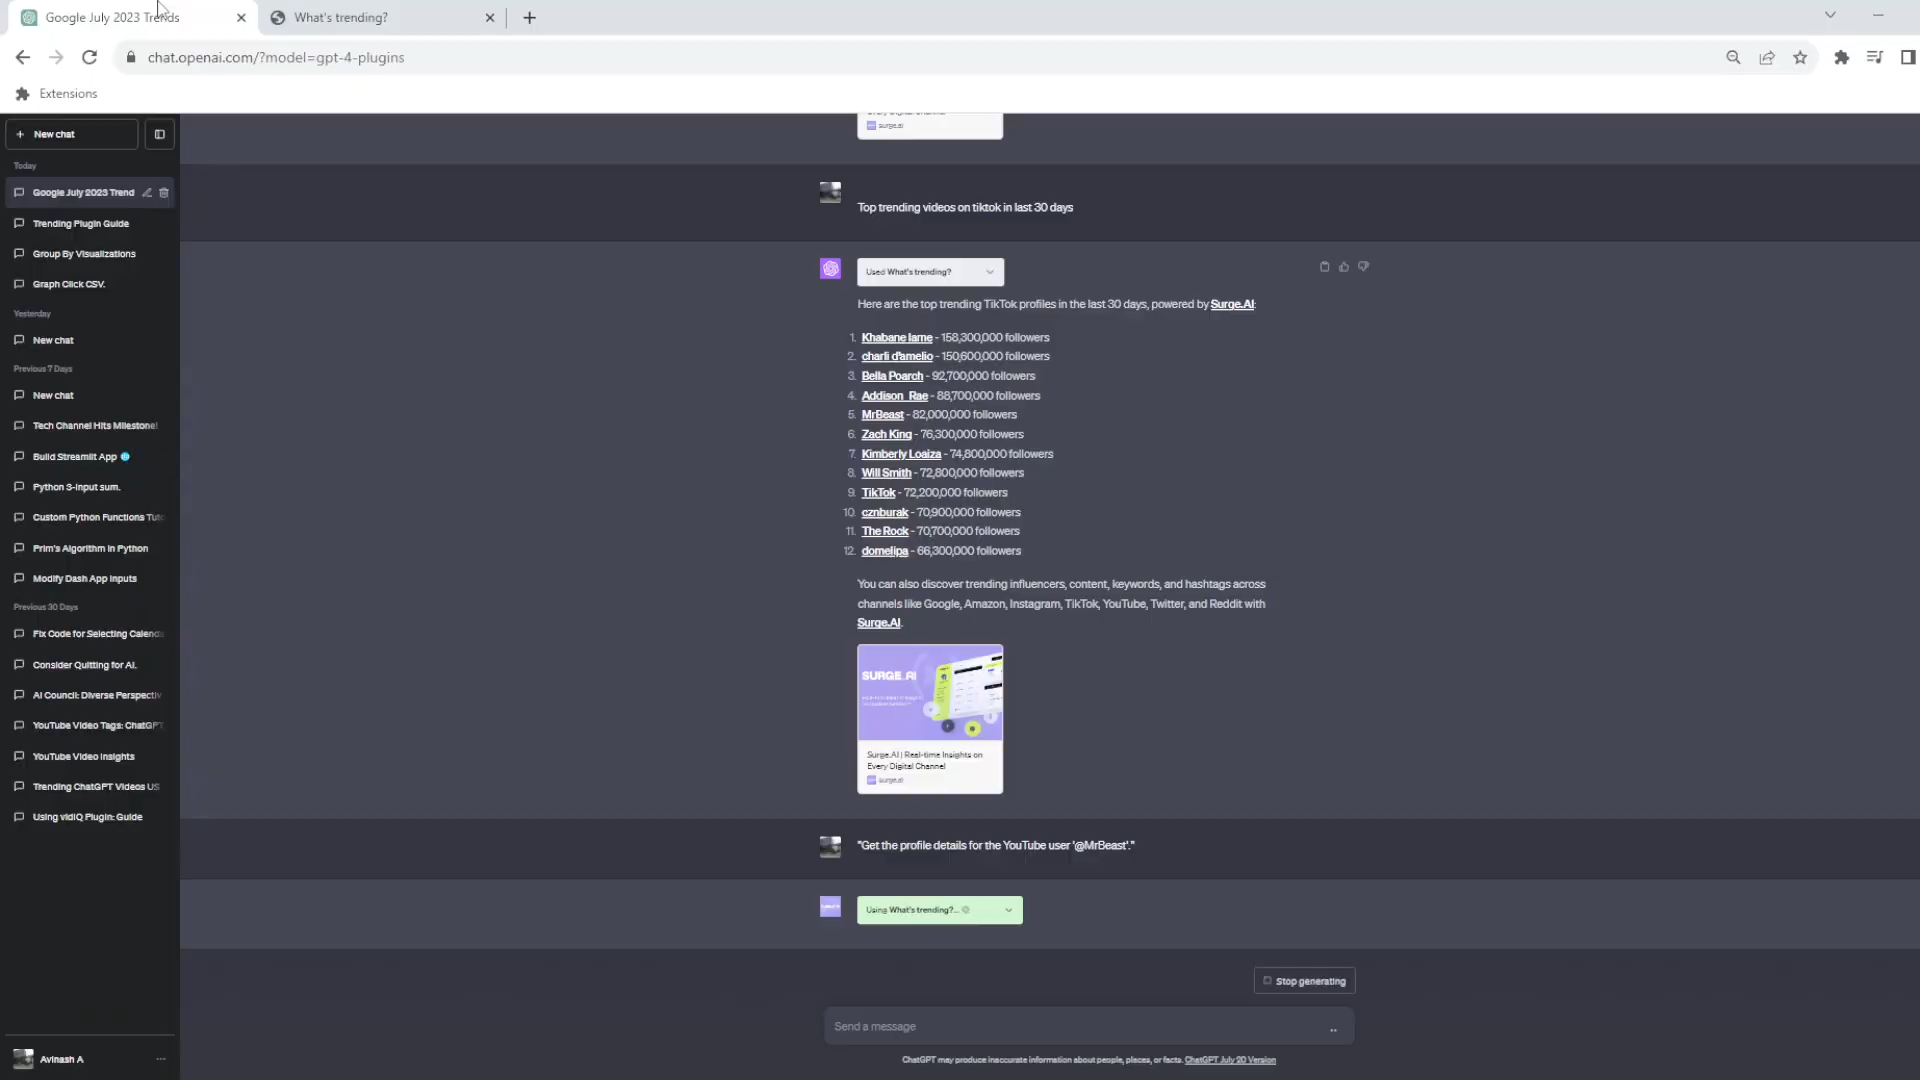 Google July 2023 Trends
What's trending?
chat.openai.com/?model=gpt-4-plugins
Extensions
New chat
Today
Google July 2023 Trend
Trending Plugin Guide
Group By Visualizations
Graph Click CSV.
Yesterday
New chat
Previous 7 Days
New chat
Tech Channel Hits Milestone!
Build Streamlit App
Python 3-input sum.
Custom Python Functions Tuto
Prim's Algorithm in Python
Modify Dash App Inputs
Previous 30 Days
Fix Code for Selecting Calenda
Consider Quitting for AI.
AI Council: Diverse Perspectiv
YouTube Video Tags: ChatGPT
YouTube Video Insights
Trending ChatGPT Videos US
Using vidIQ Plugin: Guide
Avinash A
surge.ai
Top trending videos on tiktok in last 30 days
Used What's trending?
Here are the top trending TikTok profiles in the last 30 days, powered by Surge.AI:
1. Khabane lame - 158,300,000 followers
2. charli d'amelio - 150,600,000 followers
3. Bella Poarch - 92,700,000 followers
4. Addison Rae - 88,700,000 followers
5. MrBeast - 82,000,000 followers
6. Zach King - 76,300,000 followers
7. Kimberly Loaiza - 74,800,000 followers
8. Will Smith - 72,800,000 followers
9. TikTok - 72,200,000 followers
10. cznburak - 70,900,000 followers
11. The Rock - 70,700,000 followers
12. domelipa - 66,300,000 followers
You can also discover trending influencers, content, keywords, and hashtags across
channels like Google, Amazon, Instagram, TikTok, YouTube, Twitter, and Reddit with
Surge.AI.
SURGE.AI
Surge.AI | Real-time Insights on
Every Digital Channel
surge.ai
"Get the profile details for the YouTube user '@MrBeast'."
Using What's trending?...
Stop generating
Send a message
ChatGPT may produce inaccurate information about people, places, or facts. ChatGPT July 20 Version